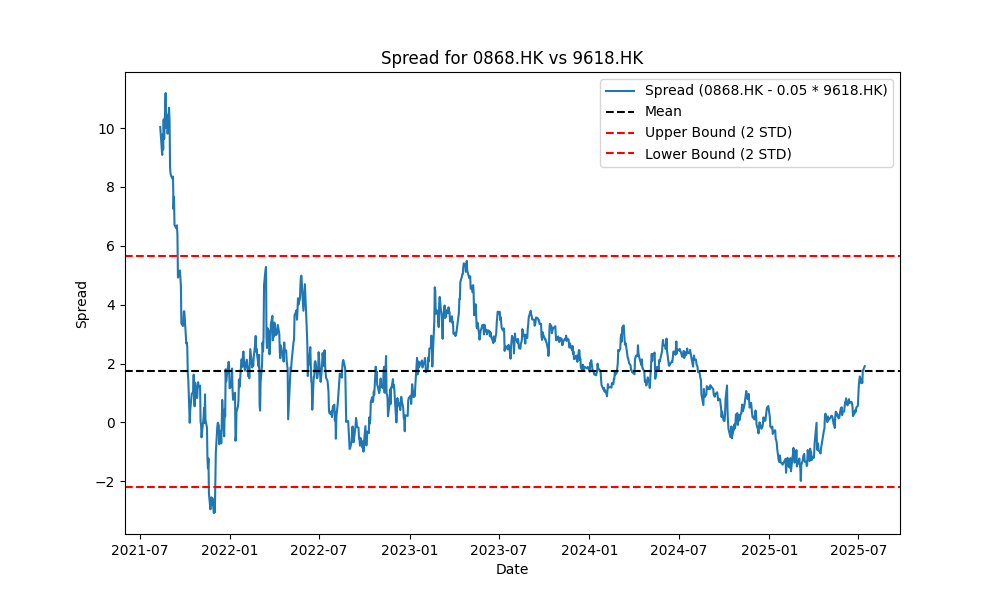 Spread for 0868.HK vs 9618.HK
Spread (0868.HK - 0.05 * 9618.HK)
Mean
Upper Bound (2 STD)
Lower Bound (2 STD)
10
8
6
4
2
0
−2
Spread
2021-07
2022-01
2022-07
2023-01
2023-07
2024-01
2024-07
2025-01
2025-07
Date